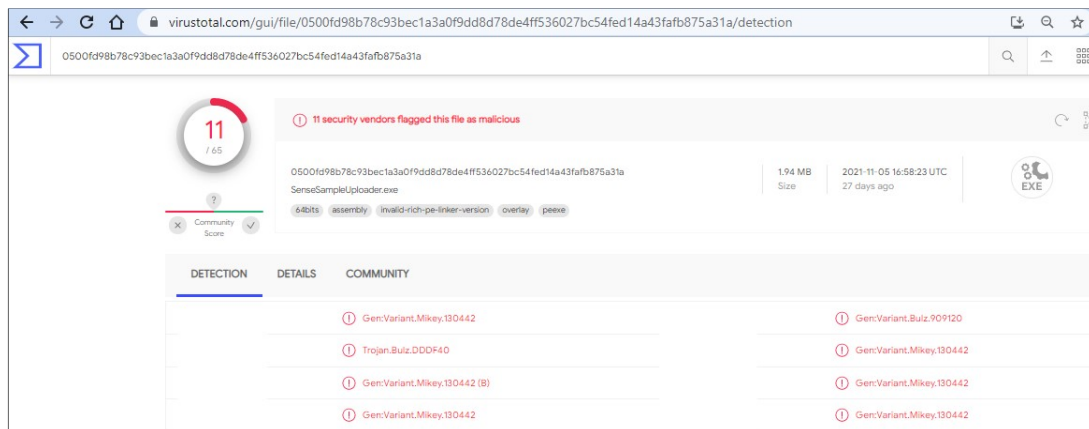 virustotal.com/gui/file/0500fd98b78c93bec1a3a0f9dd8d78de4ff536027bc54fed14a43fafb875a31a/detection
0500fd98b78c93bec1a3a0f9dd8d78de4ff536027bc54fed14a43fafb875a31a
11
/ 65
11 security vendors flagged this file as malicious
0500fd98b78c93bec1a3a0f9dd8d78de4ff536027bc54fed14a43fafb875a31a
SenseSampleUploader.exe
64bits assembly invalid-rich-pe-linker-version overlay peexe
1.94 MB
Size
2021-11-05 16:58:23 UTC
27 days ago
EXE
?
Community
Score
DETECTION DETAILS COMMUNITY
Gen:Variant.Mikey.130442 Gen:Variant.Bulz.909120
Trojan.Bulz.DDDF40 Gen:Variant.Mikey.130442
Gen:Variant.Mikey.130442 (B) Gen:Variant.Mikey.130442
Gen:Variant.Mikey.130442 Gen:Variant.Mikey.130442